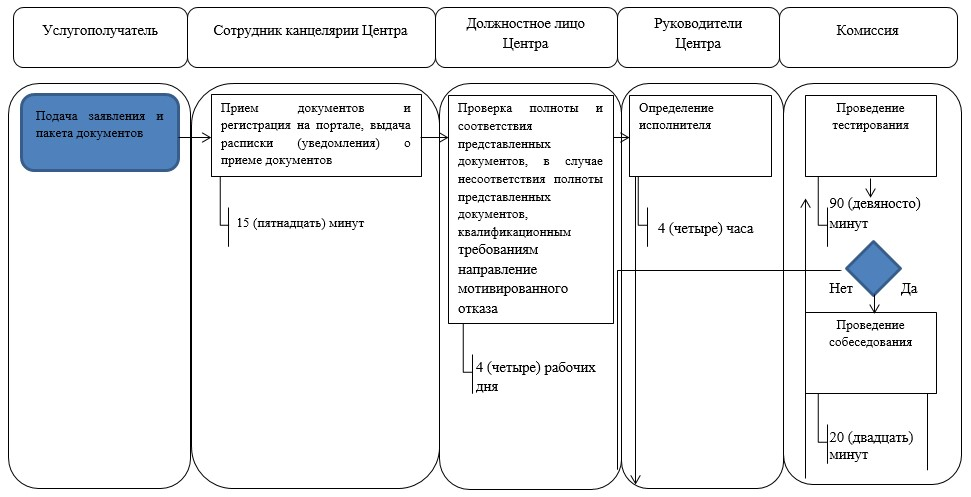 Услугополучатель
Сотрудник канцелярии Центра
Должностное лицо
Центра
Руководители
Центра
Комиссия
Подача заявления и
пакета документов
Прием документов и
регистрация на портале, выдача
расписки (уведомления) о
приеме документов
15 (пятнадцать) минут
Проверка полноты и
соответствия
представленных
документов, в случае
несоответствия полноты
представленных
документов,
квалификационным
требованиям
направление
мотивированного
отказа
4 (четыре) рабочих
дня
Определение
исполнителя
4 (четыре) часа
Проведение
тестирования
90 (девяносто)
минут
Нет
Да
Проведение
собеседования
20 (двадцать)
минут